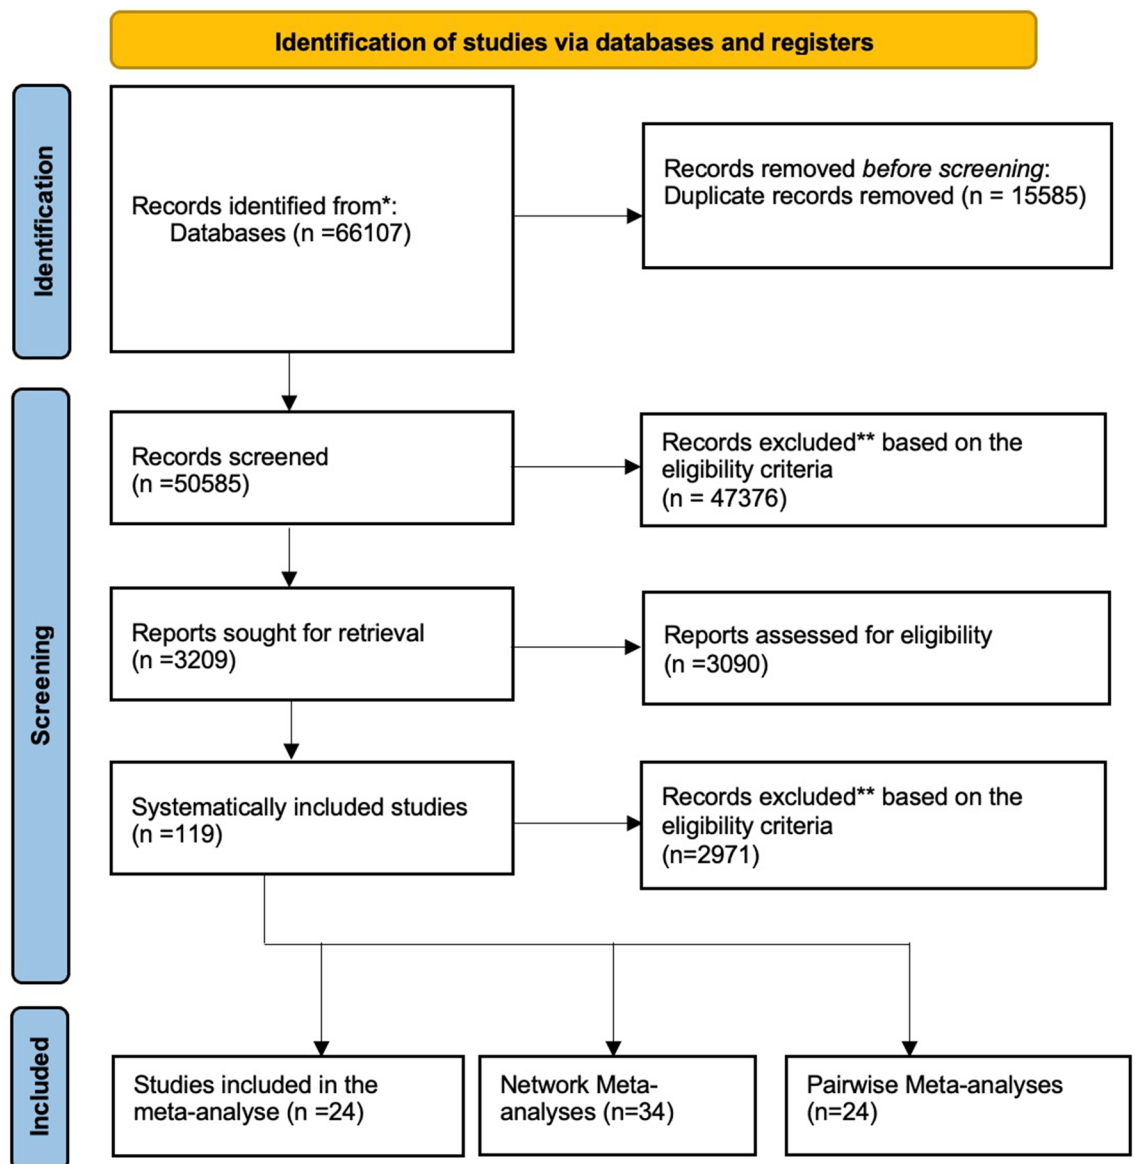 Identification of studies via databases and registers
Identification
Records identified from*:
Databases (n =66107)
Records removed before screening:
Duplicate records removed (n = 15585)
Screening
Records screened
(n =50585)
Records excluded** based on the
eligibility criteria
(n = 47376)
Reports sought for retrieval
(n =3209)
Reports assessed for eligibility
(n =3090)
Systematically included studies
(n =119)
Records excluded** based on the
eligibility criteria
(n=2971)
Included
Studies included in the
meta-analyse (n =24)
Network Meta-
analyses (n=34)
Pairwise Meta-analyses
(n=24)